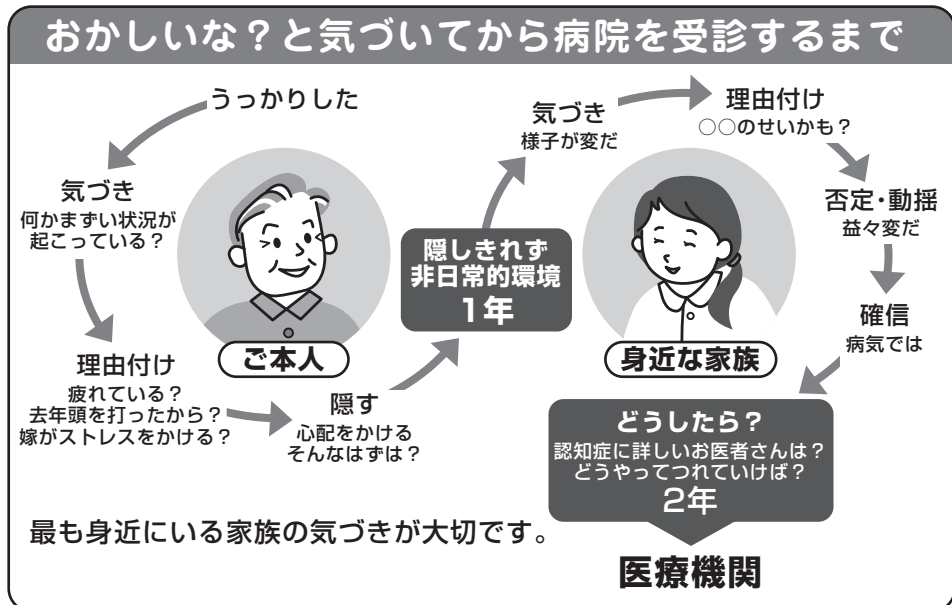 おかしいな？と気づいてから病院を受診するまで
うっかりした
気づき
何かまずい状況が
起こっている？
理由付け
疲れている？
去年頭を打ったから？
嫁がストレスをかける？
隠す
心配をかける
そんなはずは？
ご本人
隠しきれず
非日常的環境
1年
気づき
様子が変だ
理由付け
○○のせいかも？
否定・動揺
益々変だ
確信
病気では
身近な家族
どうしたら？
認知症に詳しいお医者さんは？
どうやってつれていけば？
2年
医療機関
最も身近にいる家族の気づきが大切です。